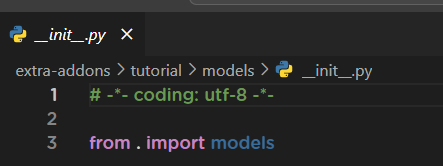 __init__.py ×
extra-addons > tutorial > models > __init__.py
1 # -*- coding: utf-8 -*-
2
3 from . import models